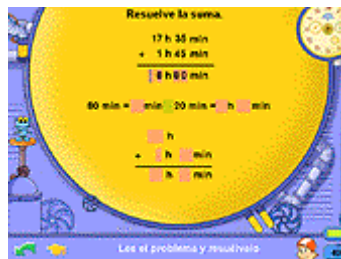 Resuelve la suma.
17 h 35 min
+ 1 h 45 min
8 h 80 min
80 min = min 20 min = h min
h
+ h min
h min
Lee el problema y resuélvelo